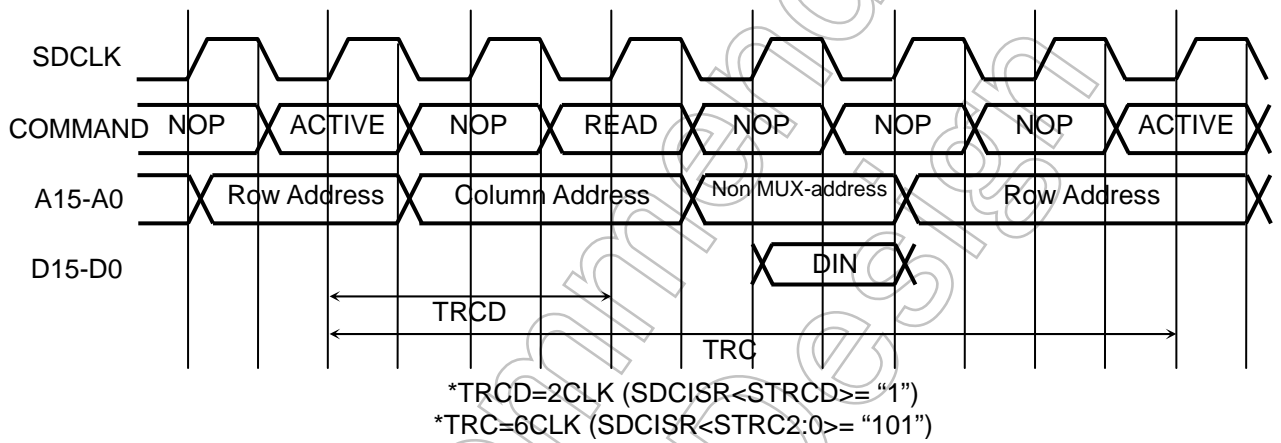 SDCLK
COMMAND NOP ACTIVE NOP READ NOP NOP NOP ACTIVE
A15-A0 Row Address Column Address Non MUX-address Row Address
D15-D0 DIN
TRCD
TRC
*TRCD=2CLK (SDCISR<STRCD>= “1”)
*TRC=6CLK (SDCISR<STRC2:0>= “101”)